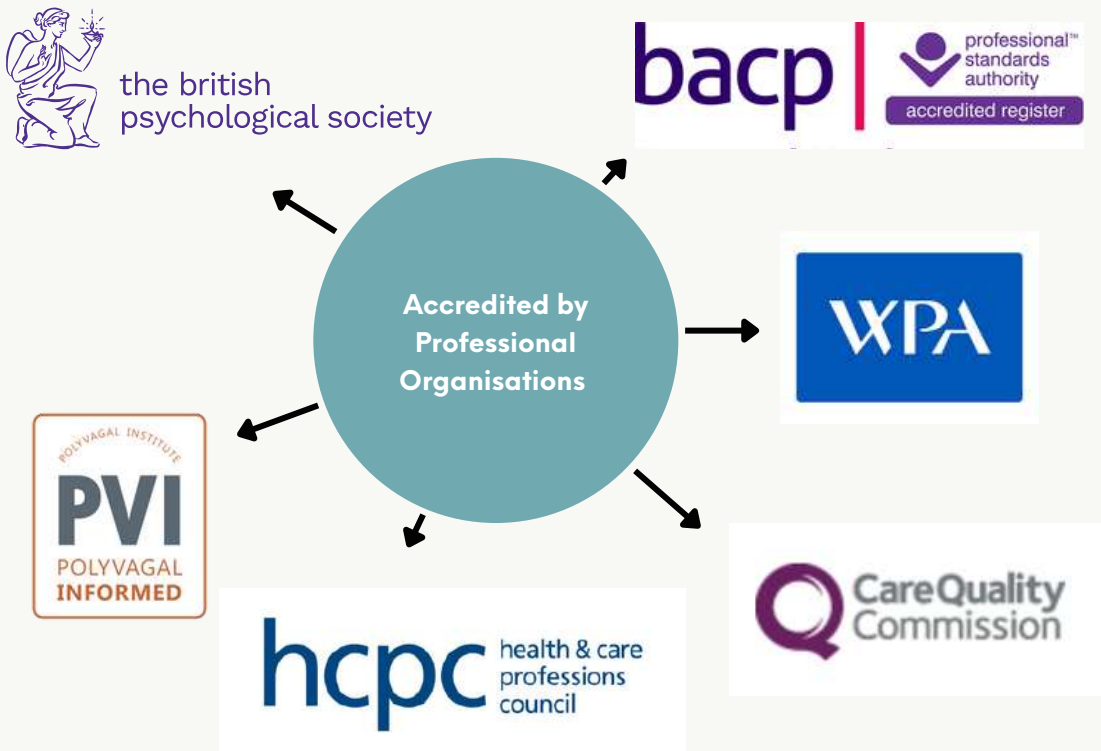 the british
psychological society
bacp
professional™
standards
authority
accredited register
Accredited by
Professional
Organisations
WPA
POLYVAGAL INSTITUTE
PVI
POLYVAGAL
INFORMED
CareQuality
Commission
hcpc
health & care
professions
council